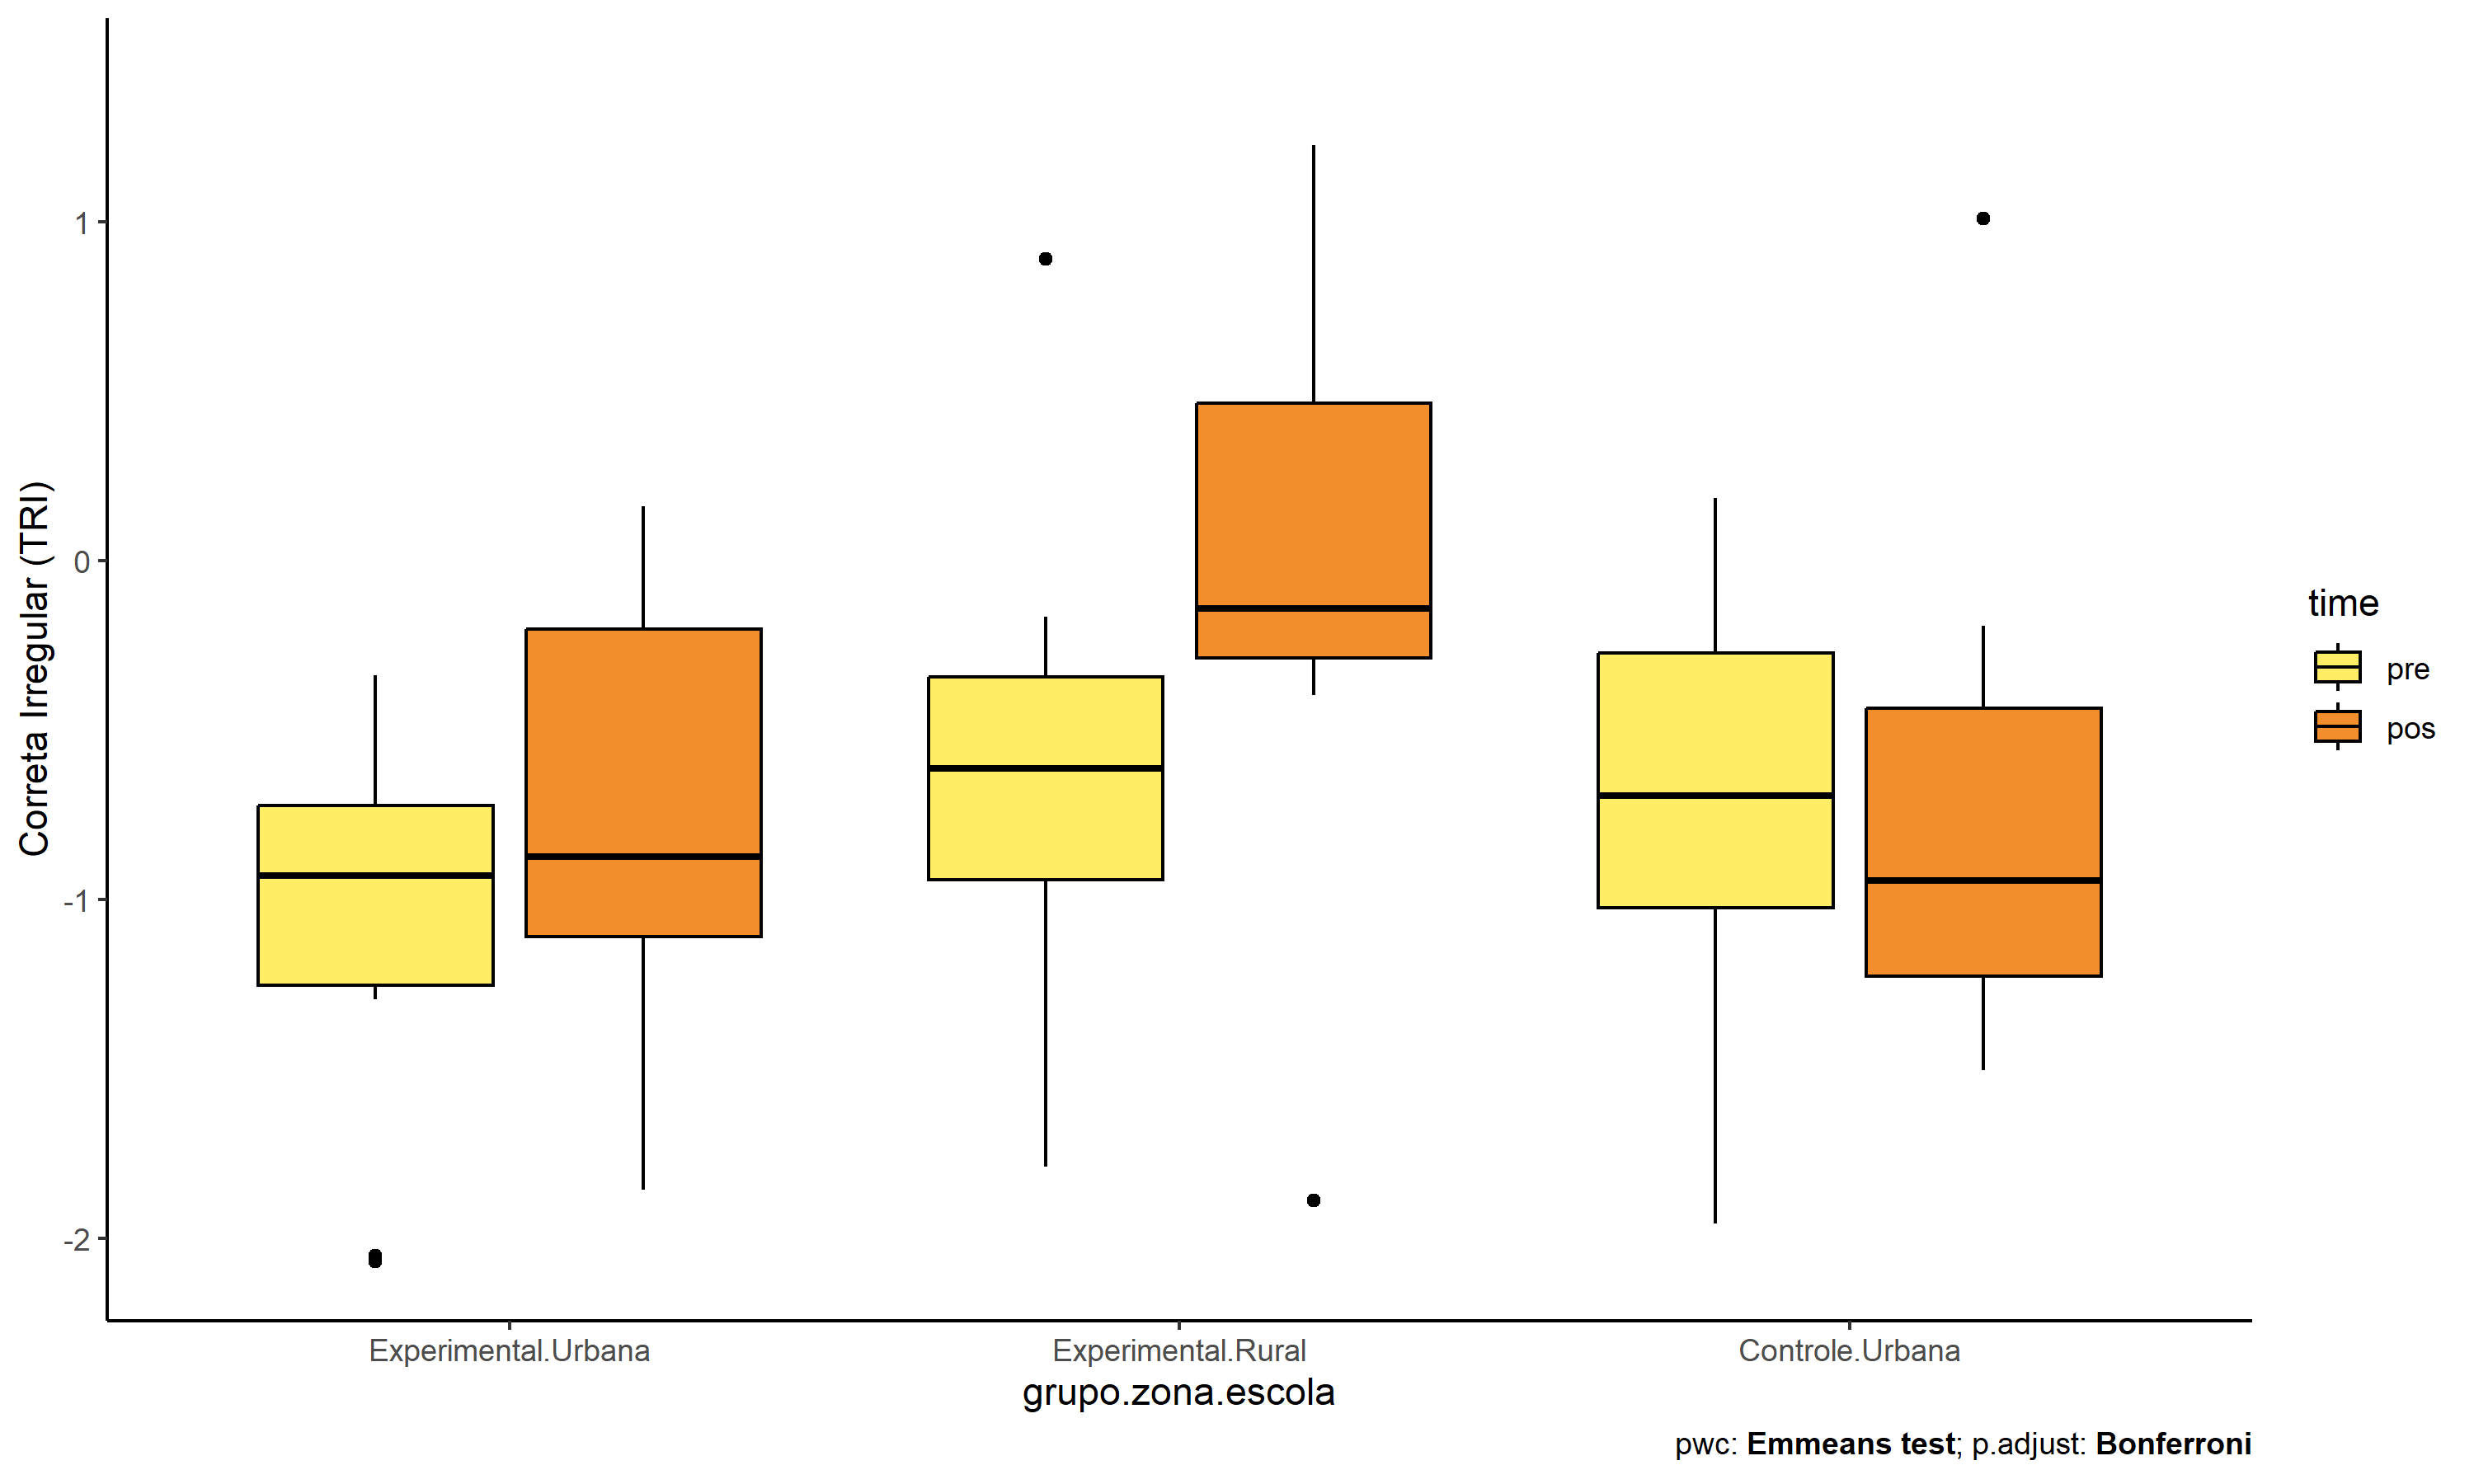 Correta Irregular (TRI)
1
0
-1
-2
Experimental.Urbana
Experimental.Rural
Controle.Urbana
grupo.zona.escola
time
pre
pos
pwc: Emmeans test; p.adjust: Bonferroni